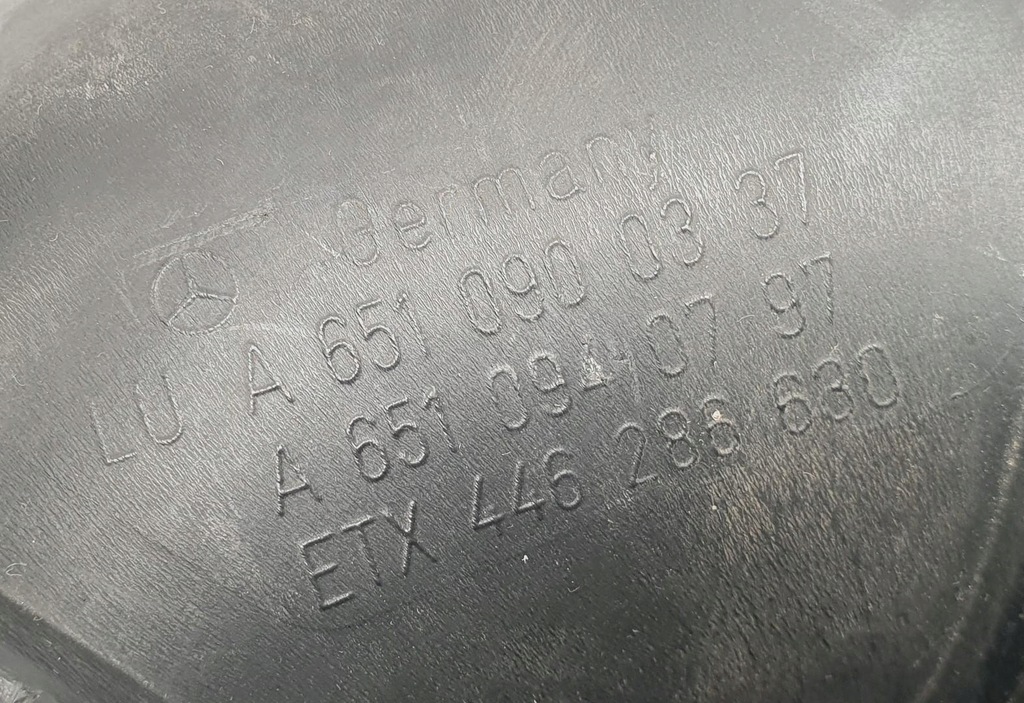 Germany
A 651 090 03 37
LU A 651 094 07 97
ETX 446 286 630